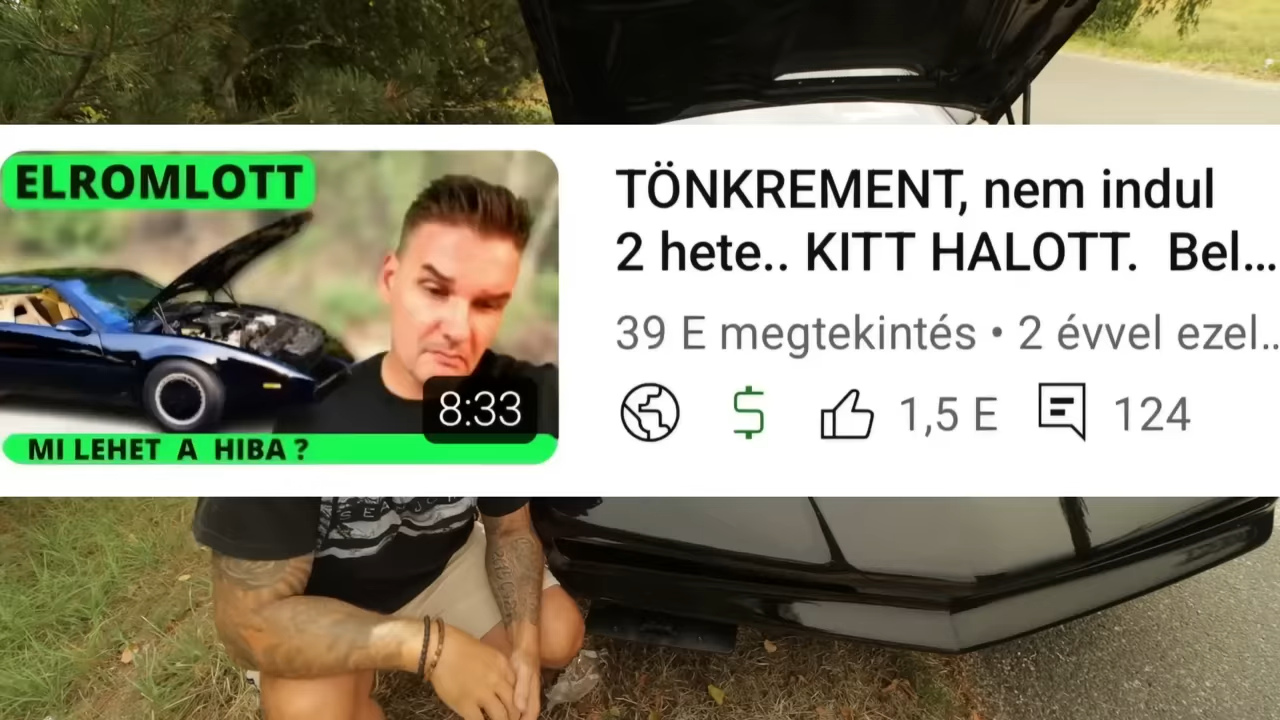 ELROMLOTT
8:33
MI LEHET A HIBA ?
TÖNKREMENT, nem indul
2 hete.. KITT HALOTT. Bel...
39 E megtekintés • 2 évvel ezel..
1,5 E
124